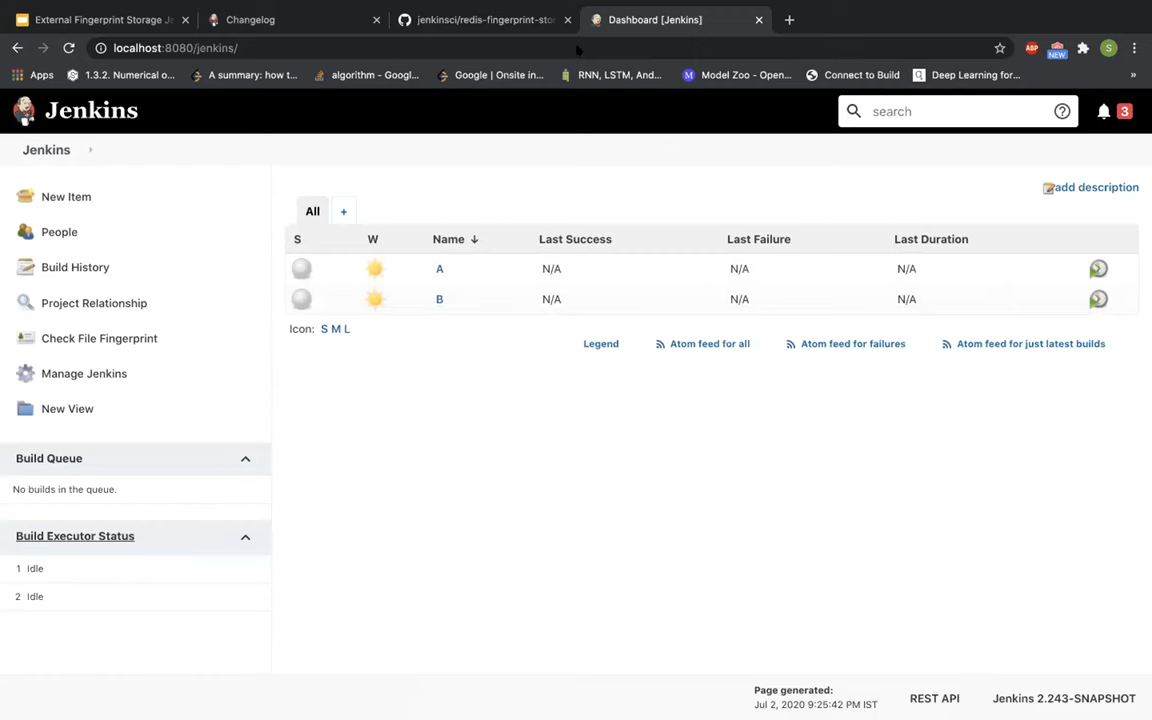 External Fingerprint Storage Je
Changelog
jenkinsci/redis-fingerprint-sto
Dashboard [Jenkins]
localhost:8080/jenkins/
ABP
NEW
S
Apps
1.3.2. Numerical o...
A summary: how t...
algorithm - Googl...
Google | Onsite in...
RNN, LSTM, And...
Model Zoo - Open...
Connect to Build
Deep Learning for...
»
Jenkins
search
3
Jenkins
New Item
People
Build History
Project Relationship
Check File Fingerprint
Manage Jenkins
New View
Build Queue
No builds in the queue.
Build Executor Status
1 Idle
2 Idle
add description
All +
S W Name ↓ Last Success Last Failure Last Duration
A N/A N/A N/A
B N/A N/A N/A
Icon: S M L
Legend Atom feed for all Atom feed for failures Atom feed for just latest builds
Page generated:
Jul 2, 2020 9:25:42 PM IST
REST API
Jenkins 2.243-SNAPSHOT